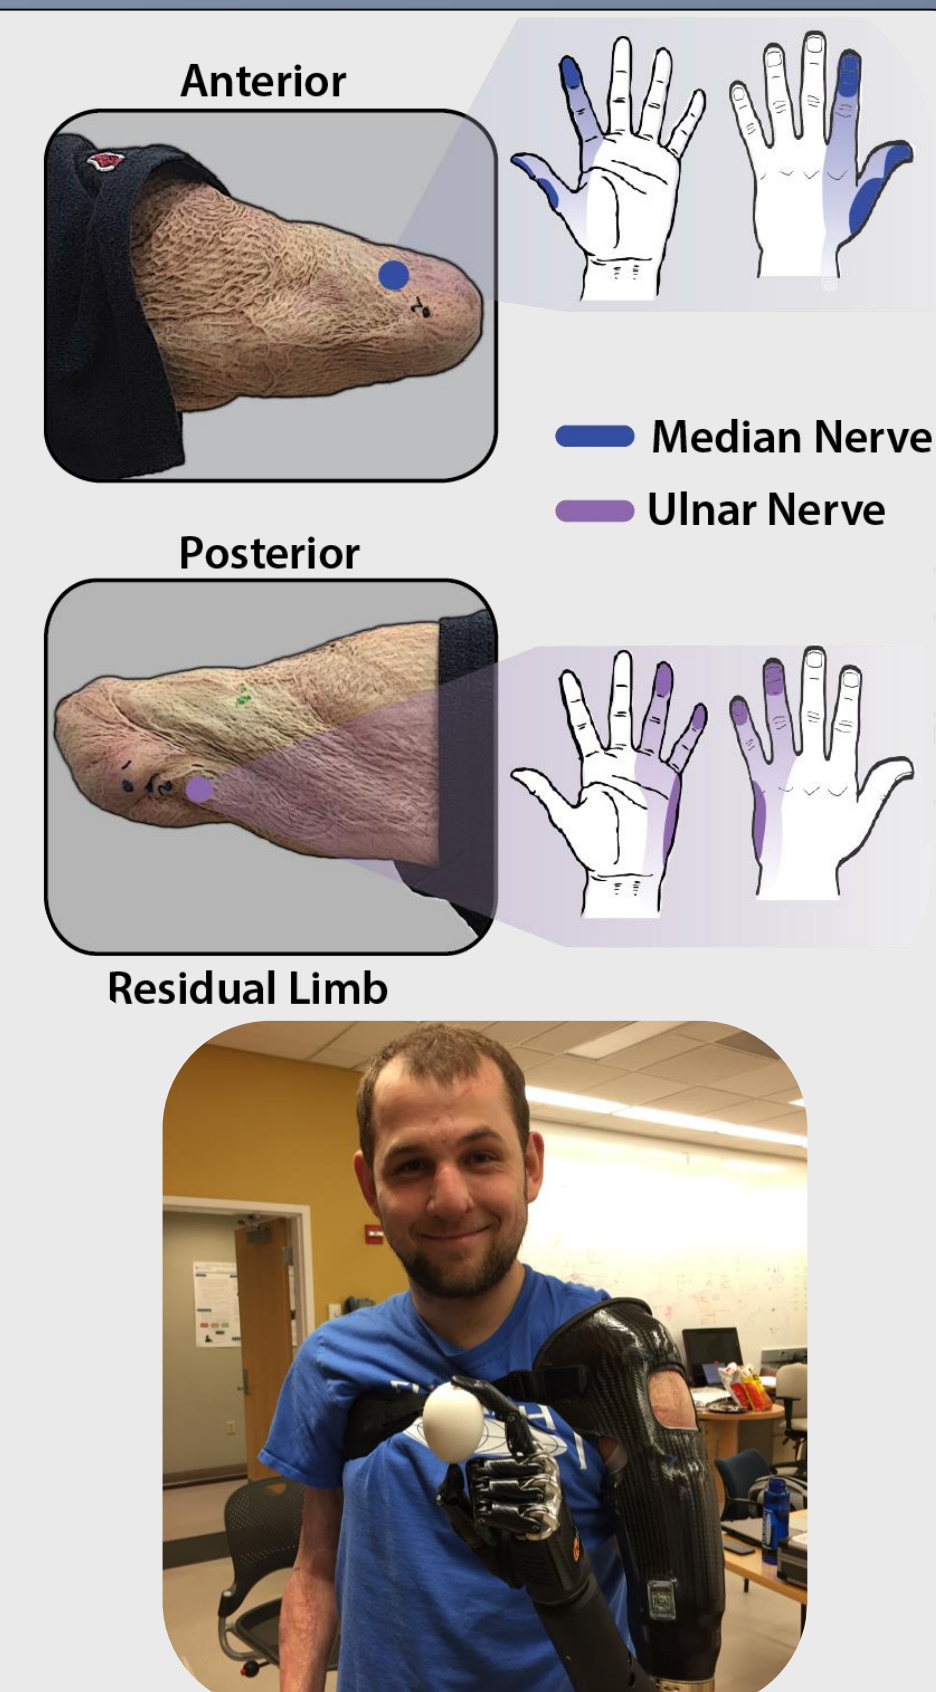 Anterior
Median Nerve
Ulnar Nerve
Posterior
Residual Limb